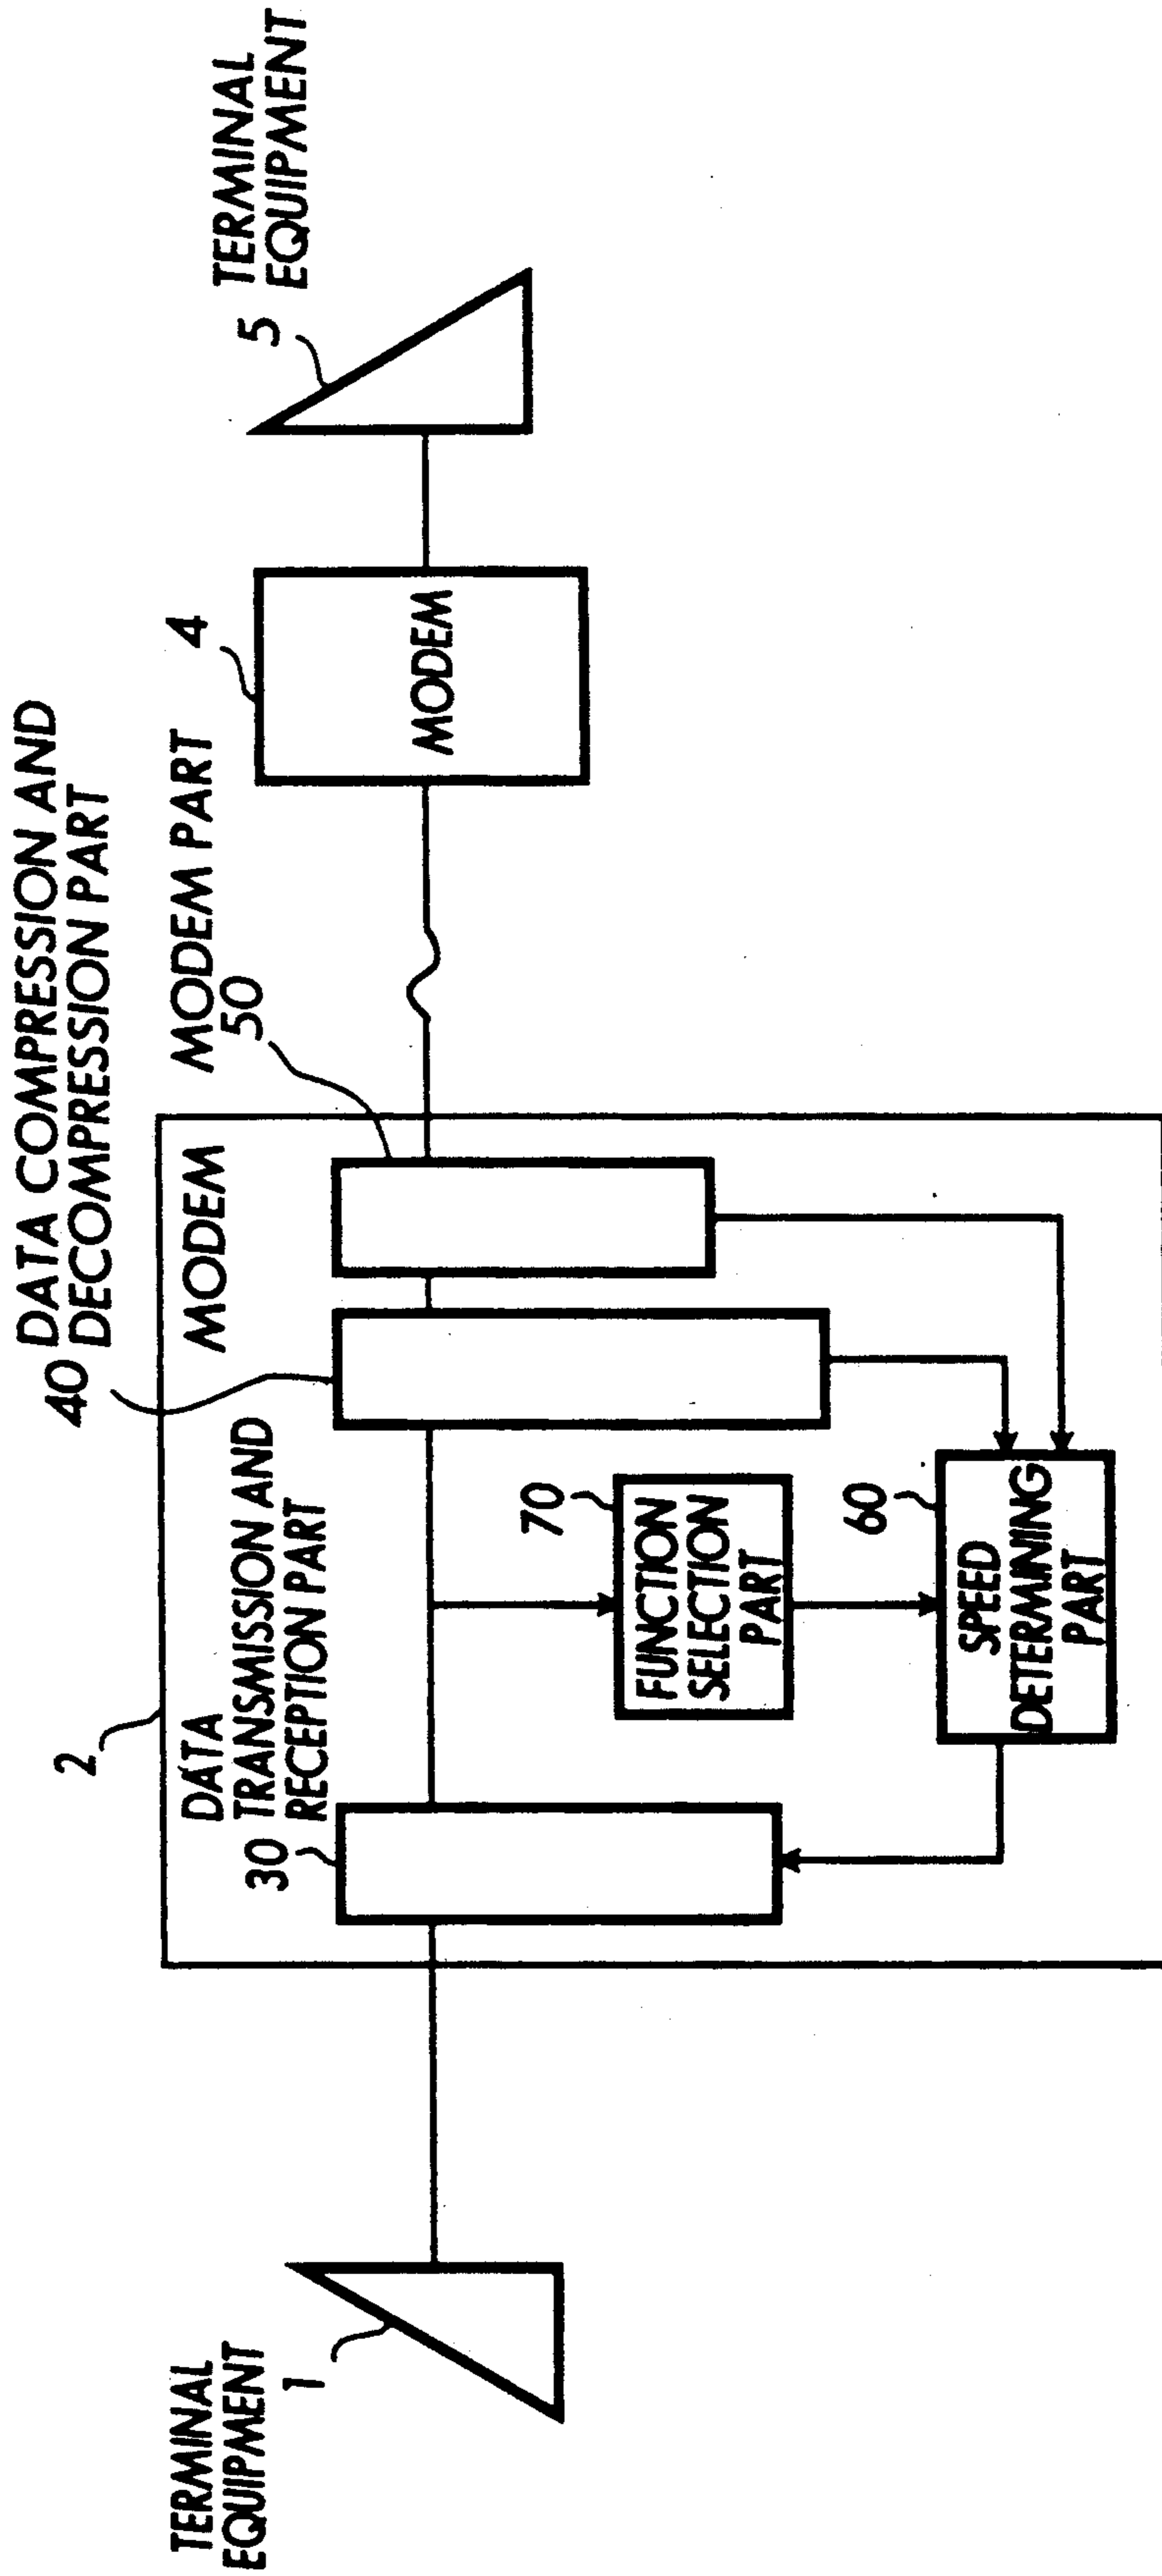 TERMINAL
EQUIPMENT
1
2
DATA
TRANSMISSION AND
RECEPTION PART
30
40
DATA COMPRESSION AND
DECOMPRESSION PART
MODEM
MODEM PART
50
70
FUNCTION
SELECTION
PART
60
SPEED
DETERMINING
PART
4
MODEM
5
TERMINAL
EQUIPMENT